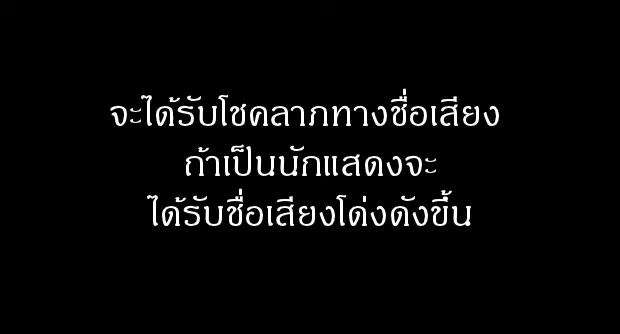 จะได้รับโชคลาภทางชื่อเสียง
ถ้าเป็นนักแสดงจะ
ได้รับชื่อเสียงโด่งดังขึ้น